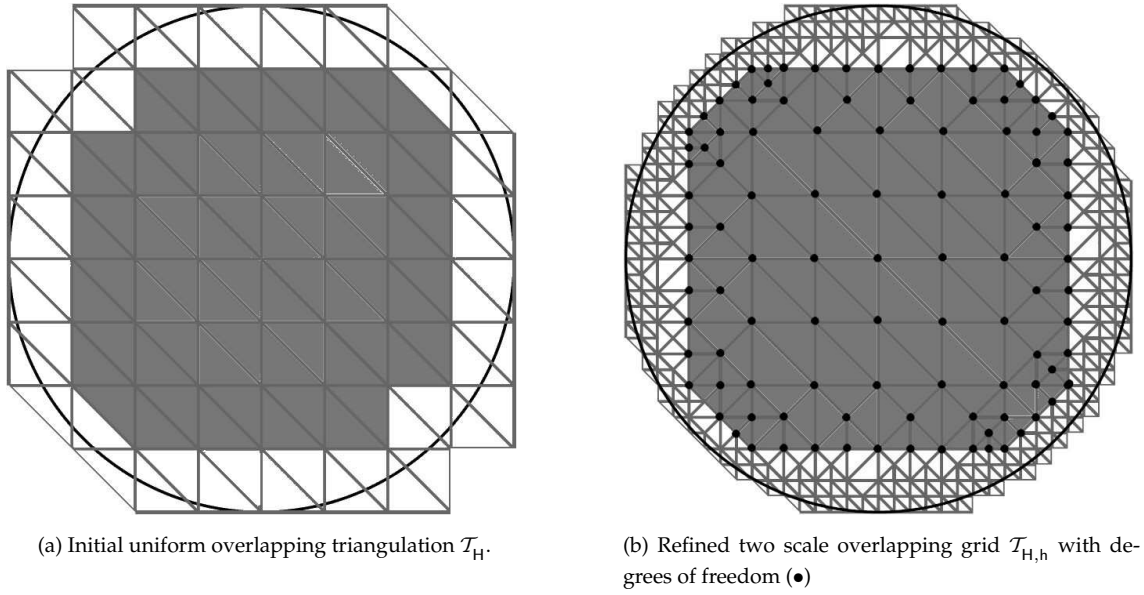 (a) Initial uniform overlapping triangulation 𝒯_H.
(b) Refined two scale overlapping grid 𝒯_{H,h} with de-
grees of freedom (●)